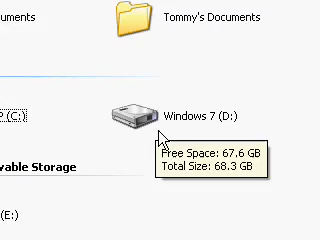 uments
Tommy's Documents
P (C:)
Windows 7 (D:)
Free Space: 67.6 GB
Total Size: 68.3 GB
vable Storage
(E:)